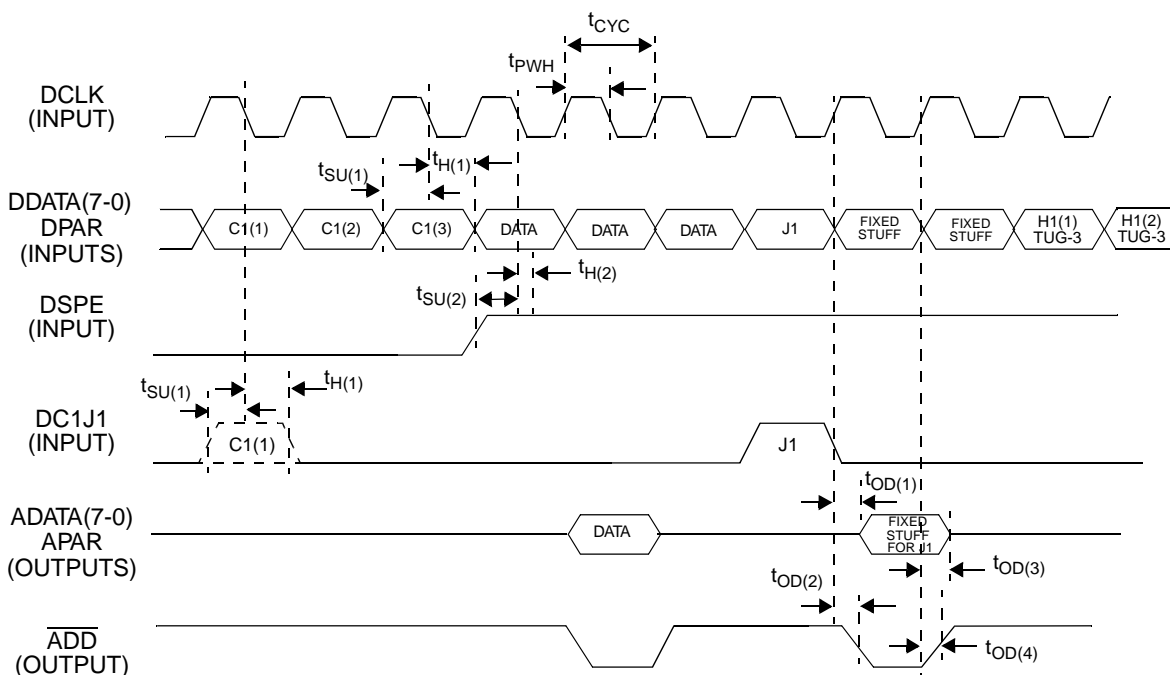 tCYC
tPWH
DCLK
(INPUT)
tSU(1)
tH(1)
DDATA(7-0)
DPAR
(INPUTS)
C1(1)
C1(2)
C1(3)
DATA
DATA
DATA
J1
FIXED
STUFF
FIXED
STUFF
H1(1)
TUG-3
H1(2)
TUG-3
tH(2)
tSU(2)
DSPE
(INPUT)
tSU(1)
tH(1)
DC1J1
(INPUT)
C1(1)
J1
tOD(1)
ADATA(7-0)
APAR
(OUTPUTS)
DATA
FIXED
STUFF
FOR J1
tOD(3)
tOD(2)
ADD
(OUTPUT)
tOD(4)